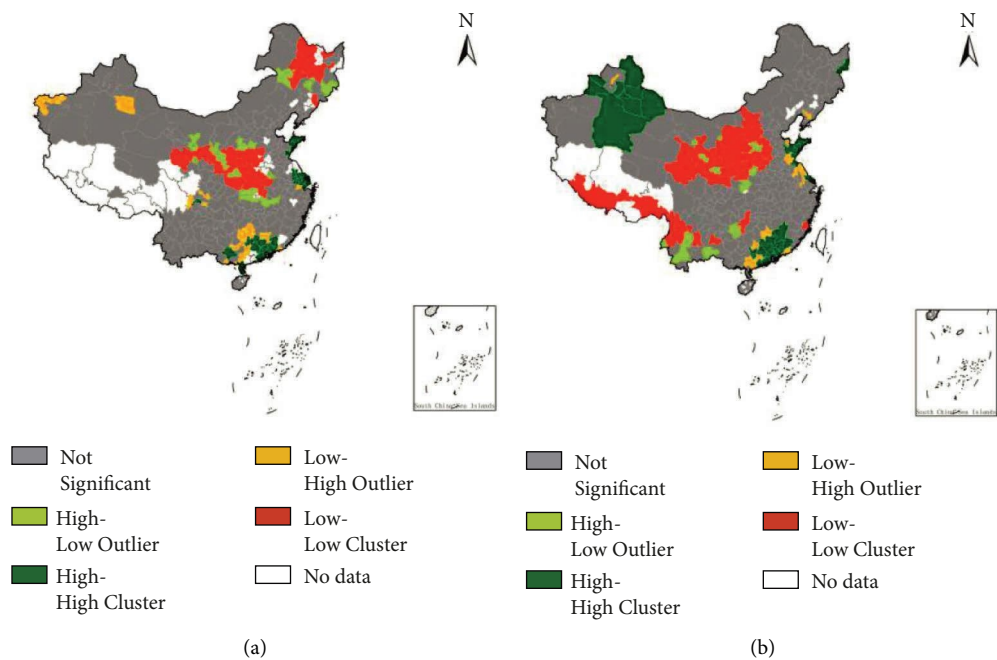 N
N
South China Sea Islands
South China Sea Islands
Not
Significant
Low-
High Outlier
High-
Low Outlier
Low-
Low Cluster
High-
High Cluster
No data
Not
Significant
Low-
High Outlier
High-
Low Outlier
Low-
Low Cluster
High-
High Cluster
No data
(a)
(b)